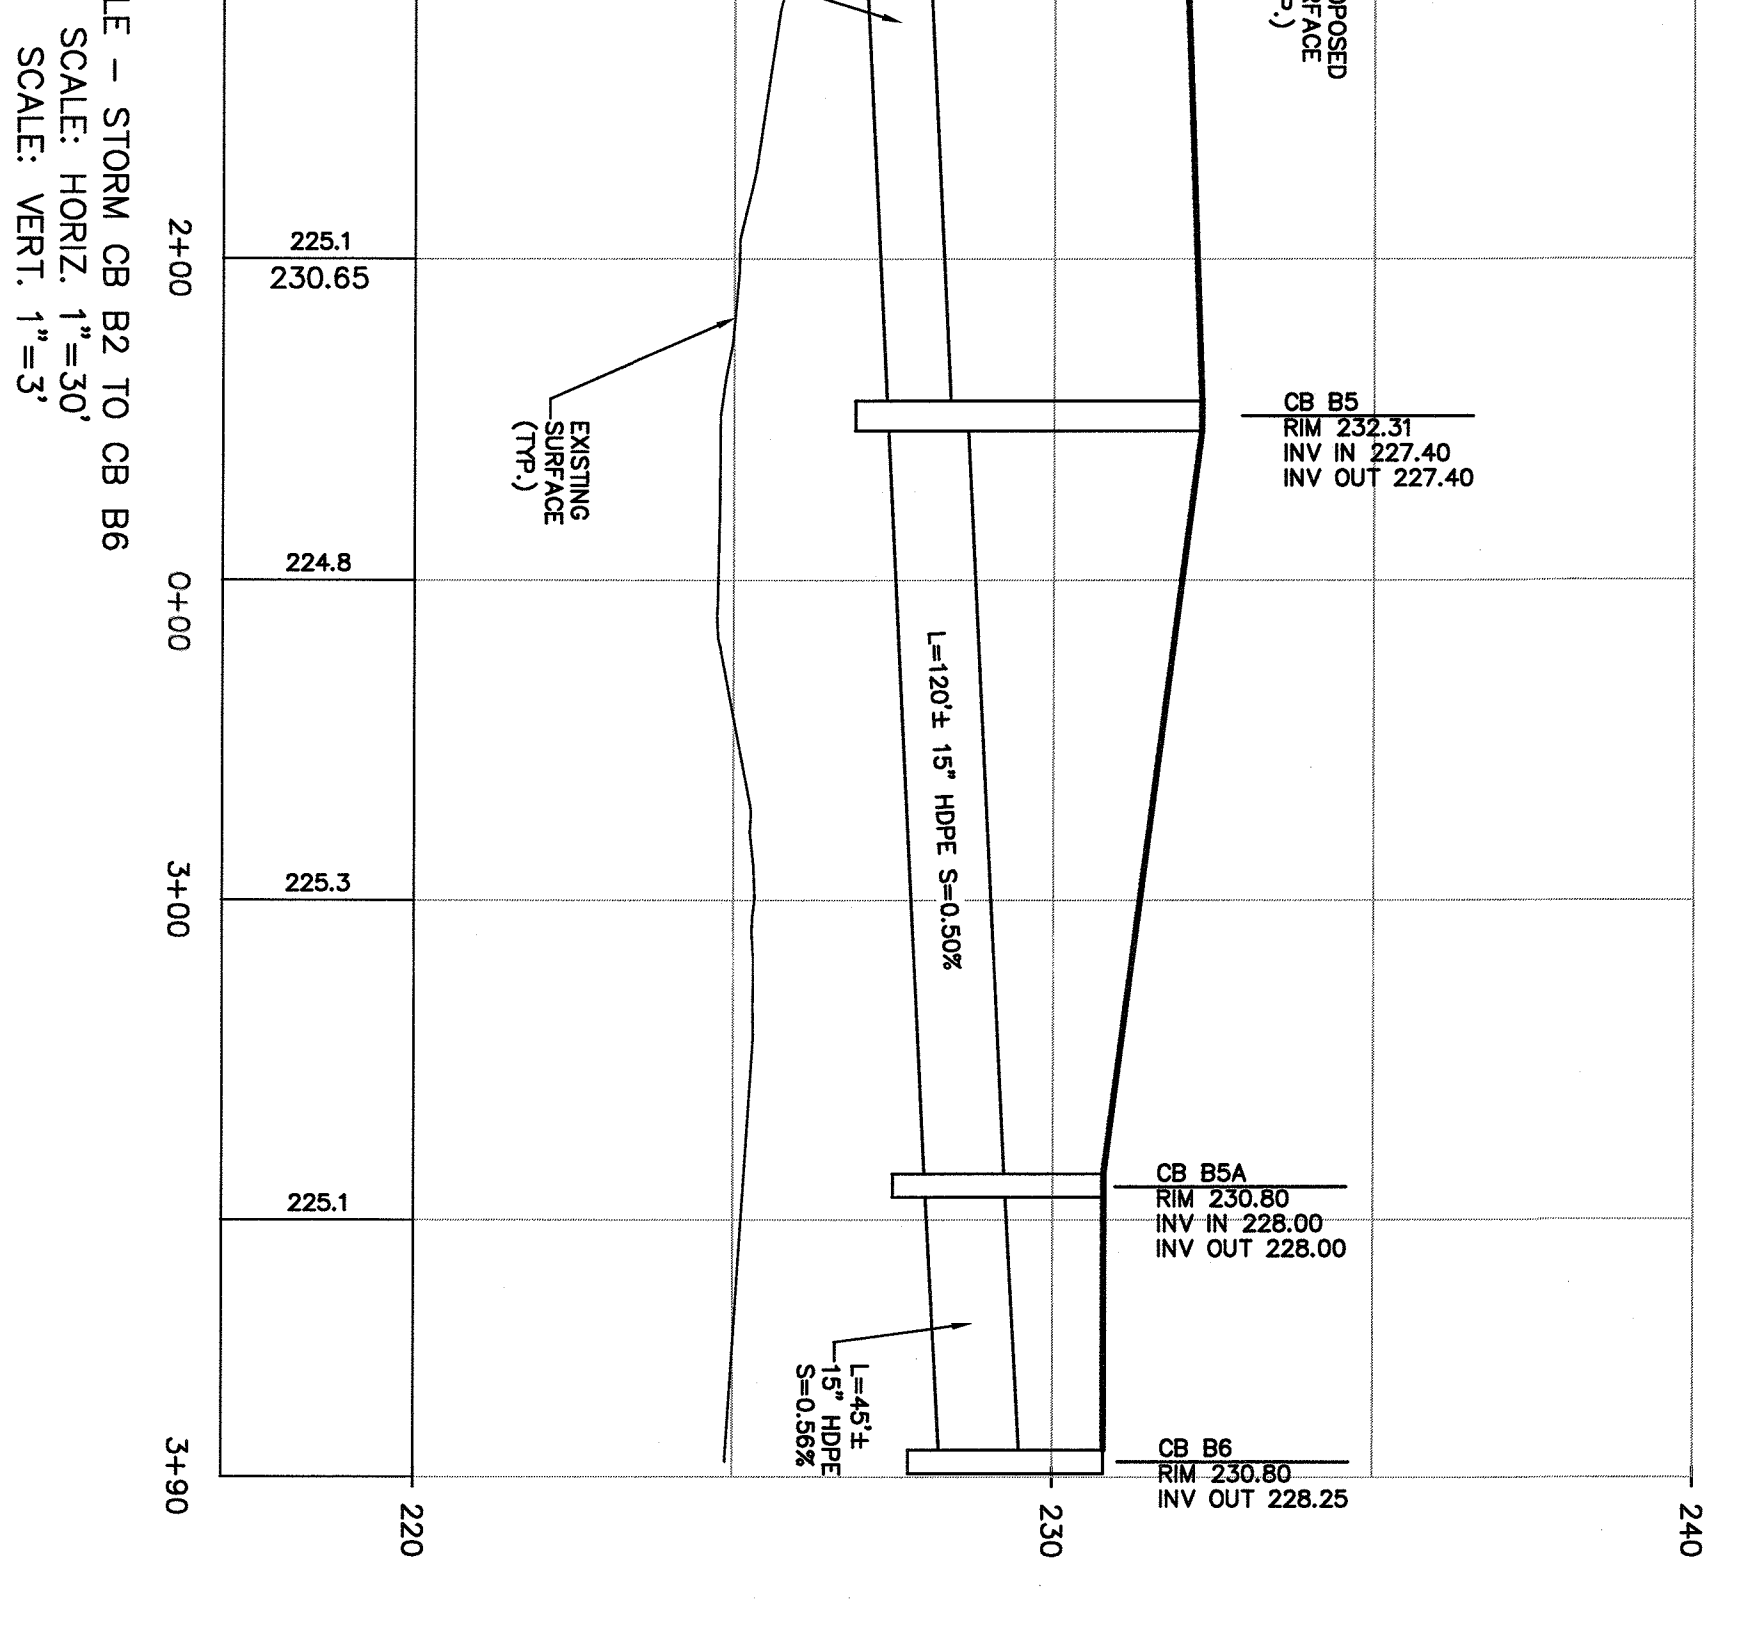 OPOSED
RFACE
P.)
CB B5
RIM 232.31
INV IN 227.40
INV OUT 227.40
EXISTING
SURFACE
(TYP.)
L=120'± 15" HDPE S=0.50%
CB B5A
RIM 230.80
INV IN 228.00
INV OUT 228.00
L=45'±
15" HDPE
S=0.56%
CB B6
RIM 230.80
INV OUT 228.25
240
230
220
225.1
230.65
224.8
225.3
225.1
2+00
0+00
3+00
3+90
LE - STORM CB B2 TO CB B6
SCALE: HORIZ. 1"=30'
SCALE: VERT. 1"=3'